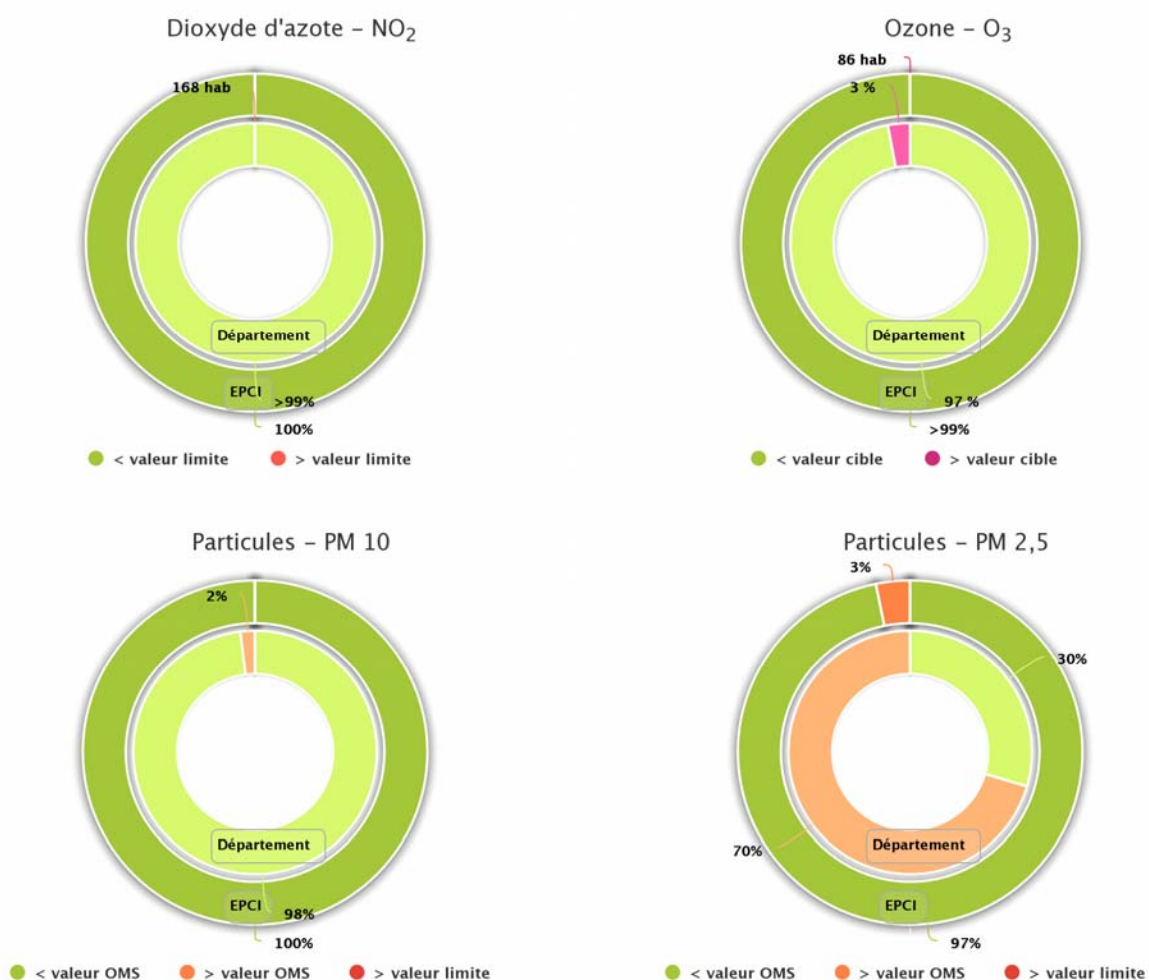 Dioxyde d'azote – NO₂
168 hab
Département
EPCI
>99%
100%
< valeur limite
> valeur limite
Ozone – O₃
86 hab
3 %
Département
EPCI
97 %
>99%
< valeur cible
> valeur cible
Particules – PM 10
2%
Département
EPCI
98%
100%
< valeur OMS
> valeur OMS
> valeur limite
Particules – PM 2,5
3%
30%
70%
Département
EPCI
97%
< valeur OMS
> valeur OMS
> valeur limite